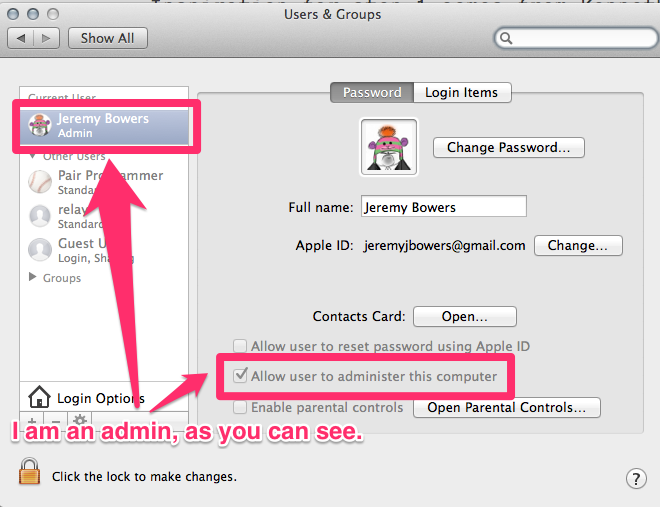 Users & Groups
Show All
Current User
Jeremy Bowers
Admin
Other Users
Pair Programmer
Standar
relay
Standar
Guest U
Login, Sharing
Groups
Login Options
Password
Login Items
Change Password...
Full name: Jeremy Bowers
Apple ID: jeremyjbowers@gmail.com Change...
Contacts Card: Open...
Allow user to reset password using Apple ID
Allow user to administer this computer
Enable parental controls Open Parental Controls...
I am an admin, as you can see.
Click the lock to make changes.
?